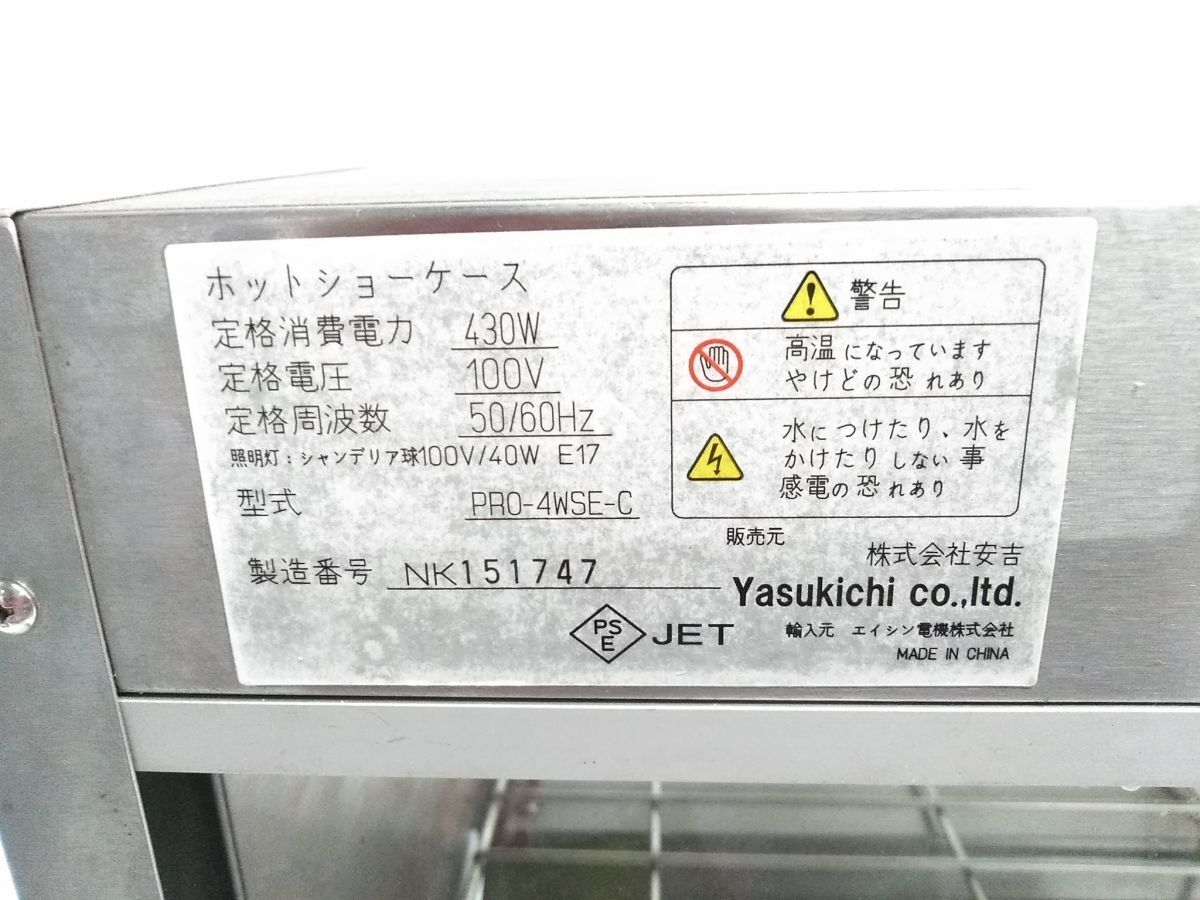 ホットショーケース
定格消費電力 430W
定格電圧 100V
定格周波数 50/60Hz
照明灯：シャンデリア球100V/40W E17
型式 PRO-4WSE-C
製造番号 NK151747
PS
E
JET
警告
高温になっています
やけどの恐れあり
水につけたり、水を
かけたりしない事
感電の恐れあり
販売元
株式会社安吉
Yasukichi co.,ltd.
輸入元 エイシン電機株式会社
MADE IN CHINA